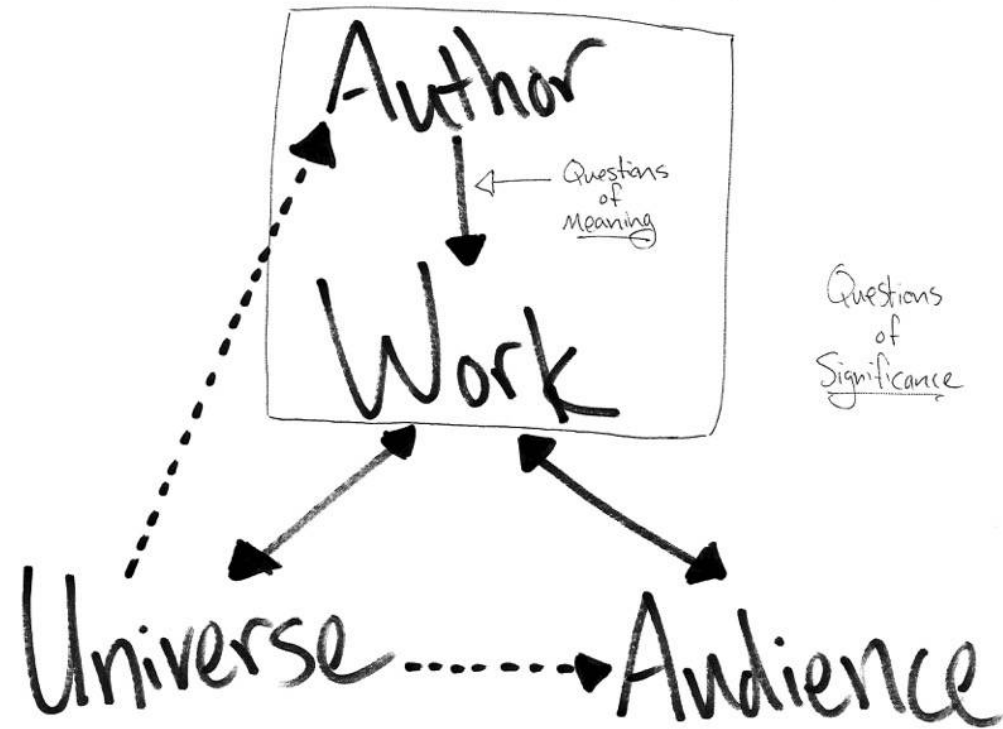 Author
Questions
of
Meaning
Work
Questions
of
Significance
Universe
Audience